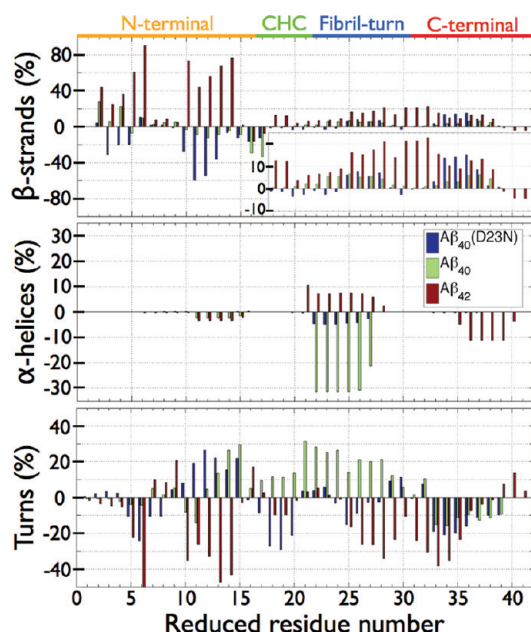 N-terminal CHC Fibril-turn C-terminal
β-strands (%)
80
40
0
-40
-80
10
0
-10
α-helices (%)
30
20
10
0
-10
-20
-30
Aβ40(D23N)
Aβ40
Aβ42
Turns (%)
40
20
0
-20
-40
0 5 10 15 20 25 30 35 40
Reduced residue number